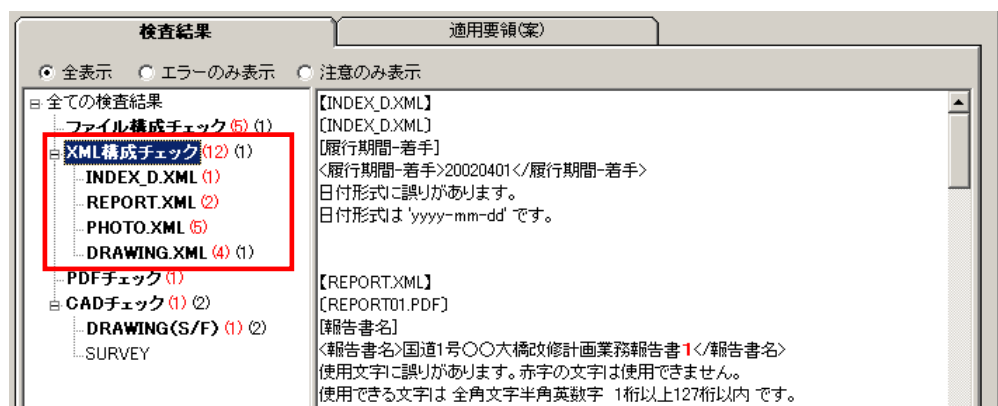 検査結果
適用要領(案)
全表示 エラーのみ表示 注意のみ表示
全ての検査結果
ファイル構成チェック (5) (1)
XML構成チェック (12) (1)
INDEX_D.XML (1)
REPORT.XML (2)
PHOTO.XML (5)
DRAWING.XML (4) (1)
PDFチェック (1)
CADチェック (1) (2)
DRAWING(S/F) (1) (2)
SURVEY
【INDEX_D.XML】
〔INDEX_D.XML〕
[履行期間-着手]
<履行期間-着手>20020401</履行期間-着手>
日付形式に誤りがあります。
日付形式は 'yyyy-mm-dd' です。
【REPORT.XML】
〔REPORT01.PDF〕
[報告書名]
<報告書名>国道1号〇〇大橋改修計画業務報告書1</報告書名>
使用文字に誤りがあります。赤字の文字は使用できません。
使用できる文字は 全角文字半角英数字 1桁以上127桁以内 です。